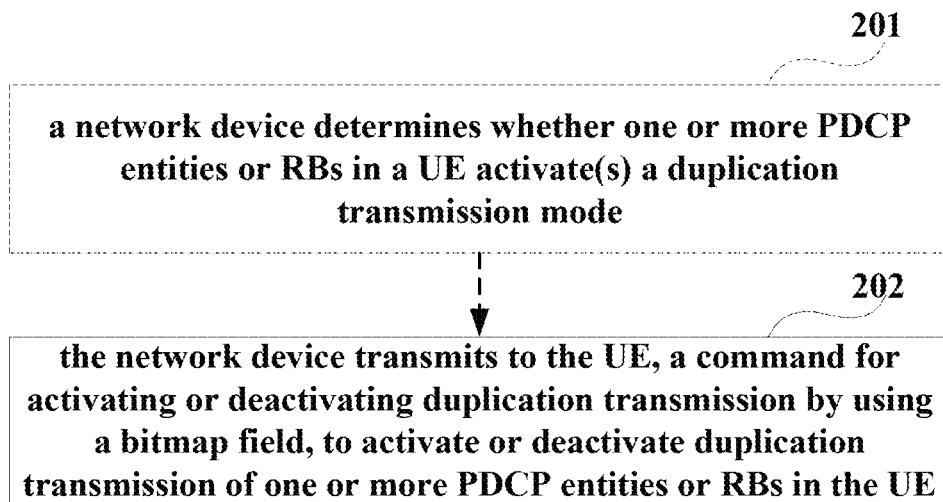 201
a network device determines whether one or more PDCP
entities or RBs in a UE activate(s) a duplication
transmission mode
202
the network device transmits to the UE, a command for
activating or deactivating duplication transmission by using
a bitmap field, to activate or deactivate duplication
transmission of one or more PDCP entities or RBs in the UE